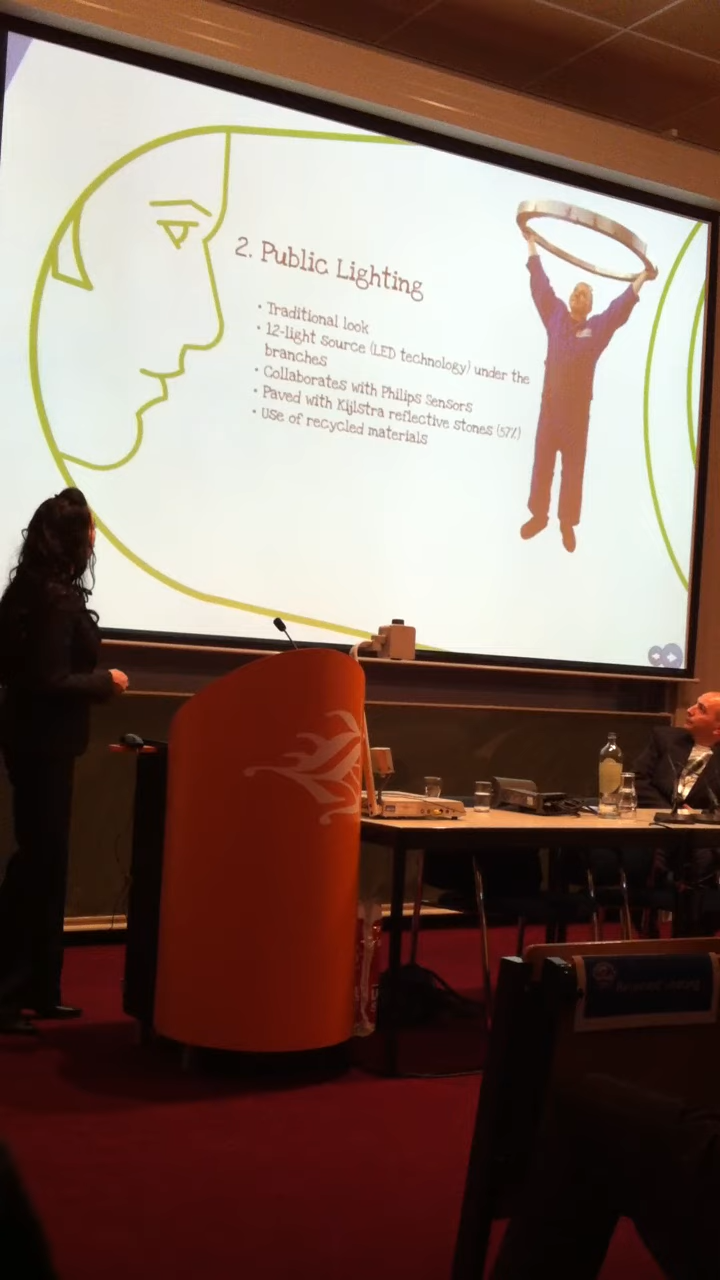 2. Public Lighting
• Traditional look
• 12-light source (LED technology) under the
branches
• Collaborates with Philips Sensors
• Paved with Kijlstra reflective stones (57%)
• Use of recycled materials